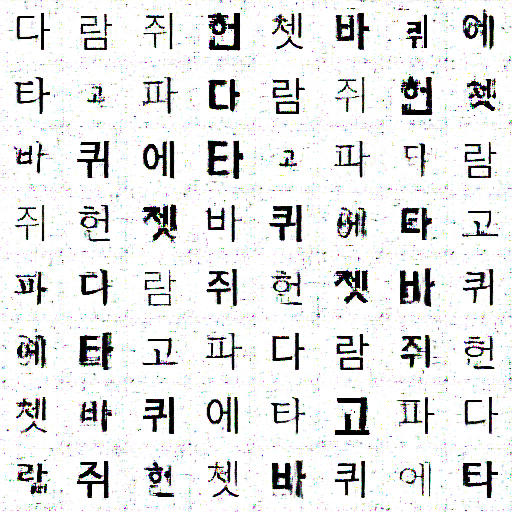 다 람 쥐 헌 쳇 바 퀴 에
타 고 파 다 람 쥐 헌 쳇
바 퀴 에 타 고 파 다 람
쥐 헌 쳇 바 퀴 에 타 고
파 다 람 쥐 헌 쳇 바 퀴
에 타 고 파 다 람 쥐 헌
쳇 바 퀴 에 타 고 파 다
람 쥐 헌 쳇 바 퀴 에 타